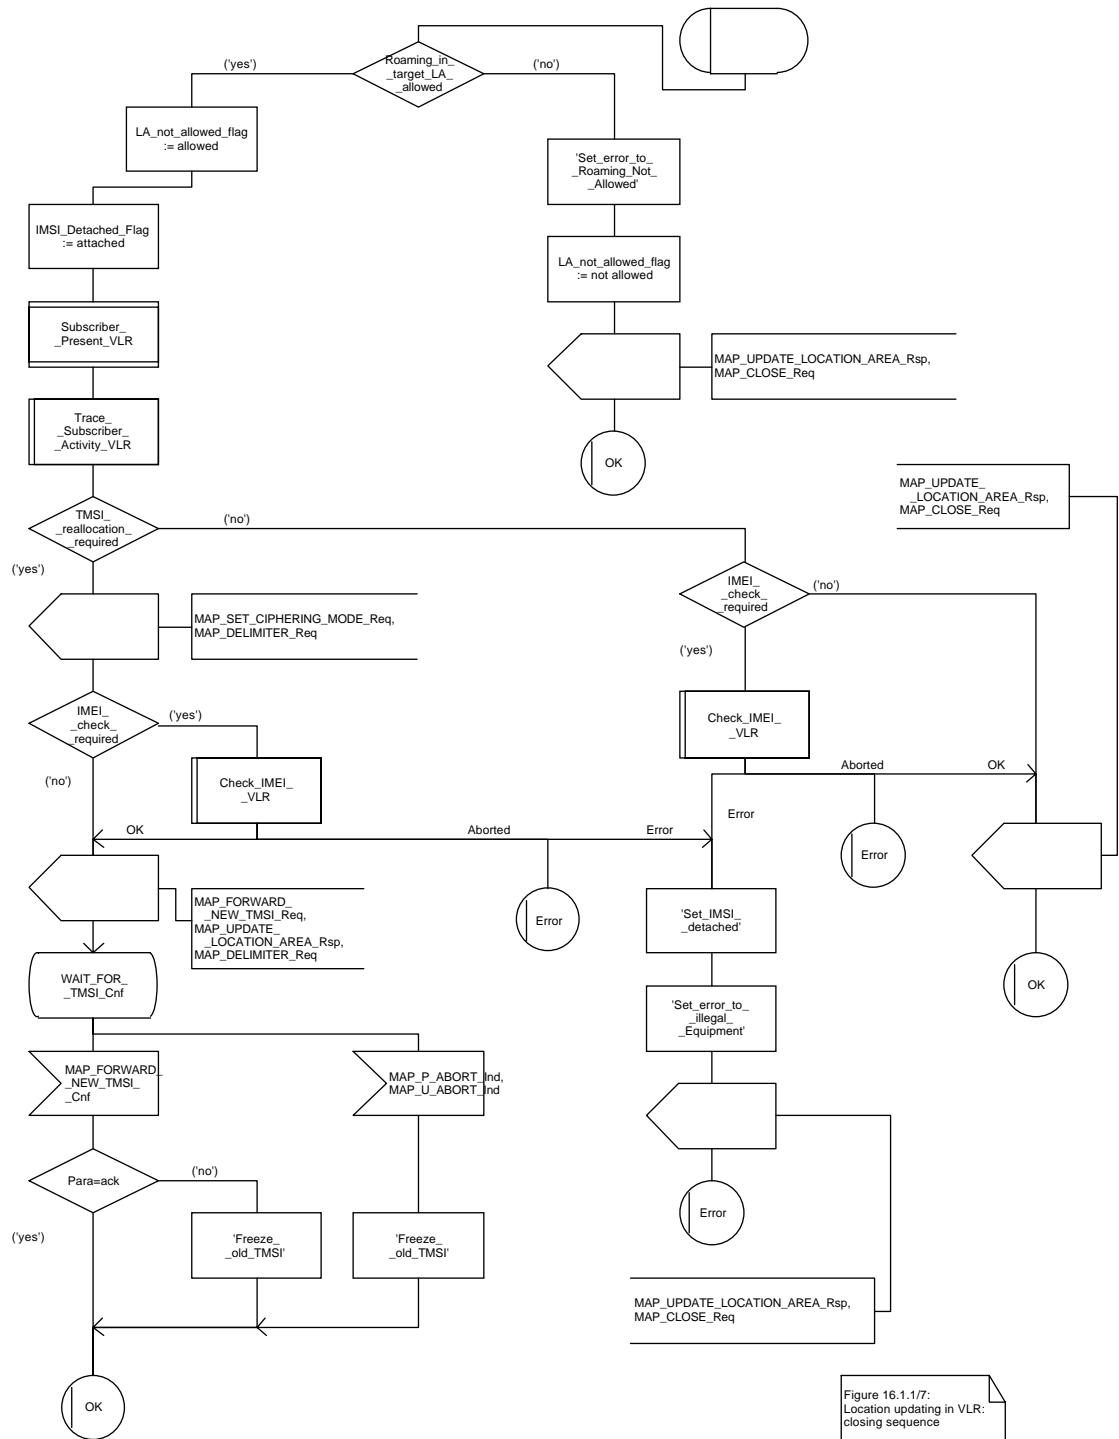 Roaming_in_
_target_LA_
_allowed
('yes')
('no')
LA_not_allowed_flag
:= allowed
'Set_error_to_
_Roaming_Not_
_Allowed'
IMSI_Detached_Flag
:= attached
LA_not_allowed_flag
:= not allowed
Subscriber_
_Present_VLR
MAP_UPDATE_LOCATION_AREA_Rsp,
MAP_CLOSE_Req
Trace_
_Subscriber_
_Activity_VLR
OK
MAP_UPDATE_
_LOCATION_AREA_Rsp,
MAP_CLOSE_Req
TMSI_
_reallocation_
_required
('no')
('yes')
IMEI_
_check_
_required
('no')
('yes')
MAP_SET_CIPHERING_MODE_Req,
MAP_DELIMITER_Req
IMEI_
_check_
_required
('yes')
('no')
Check_IMEI_
_VLR
Check_IMEI_
_VLR
Aborted
OK
Error
OK
Aborted
Error
Error
Error
MAP_FORWARD_
_NEW_TMSI_Req,
MAP_UPDATE_
_LOCATION_AREA_Rsp,
MAP_DELIMITER_Req
'Set_IMSI_
_detached'
WAIT_FOR_
_TMSI_Cnf
OK
'Set_error_to_
_illegal_
_Equipment'
MAP_FORWARD_
_NEW_TMSI_
_Cnf
MAP_P_ABORT_Ind,
MAP_U_ABORT_Ind
Para=ack
('no')
('yes')
Error
'Freeze_
_old_TMSI'
'Freeze_
_old_TMSI'
MAP_UPDATE_LOCATION_AREA_Rsp,
MAP_CLOSE_Req
OK
Figure 16.1.1/7:
Location updating in VLR:
closing sequence